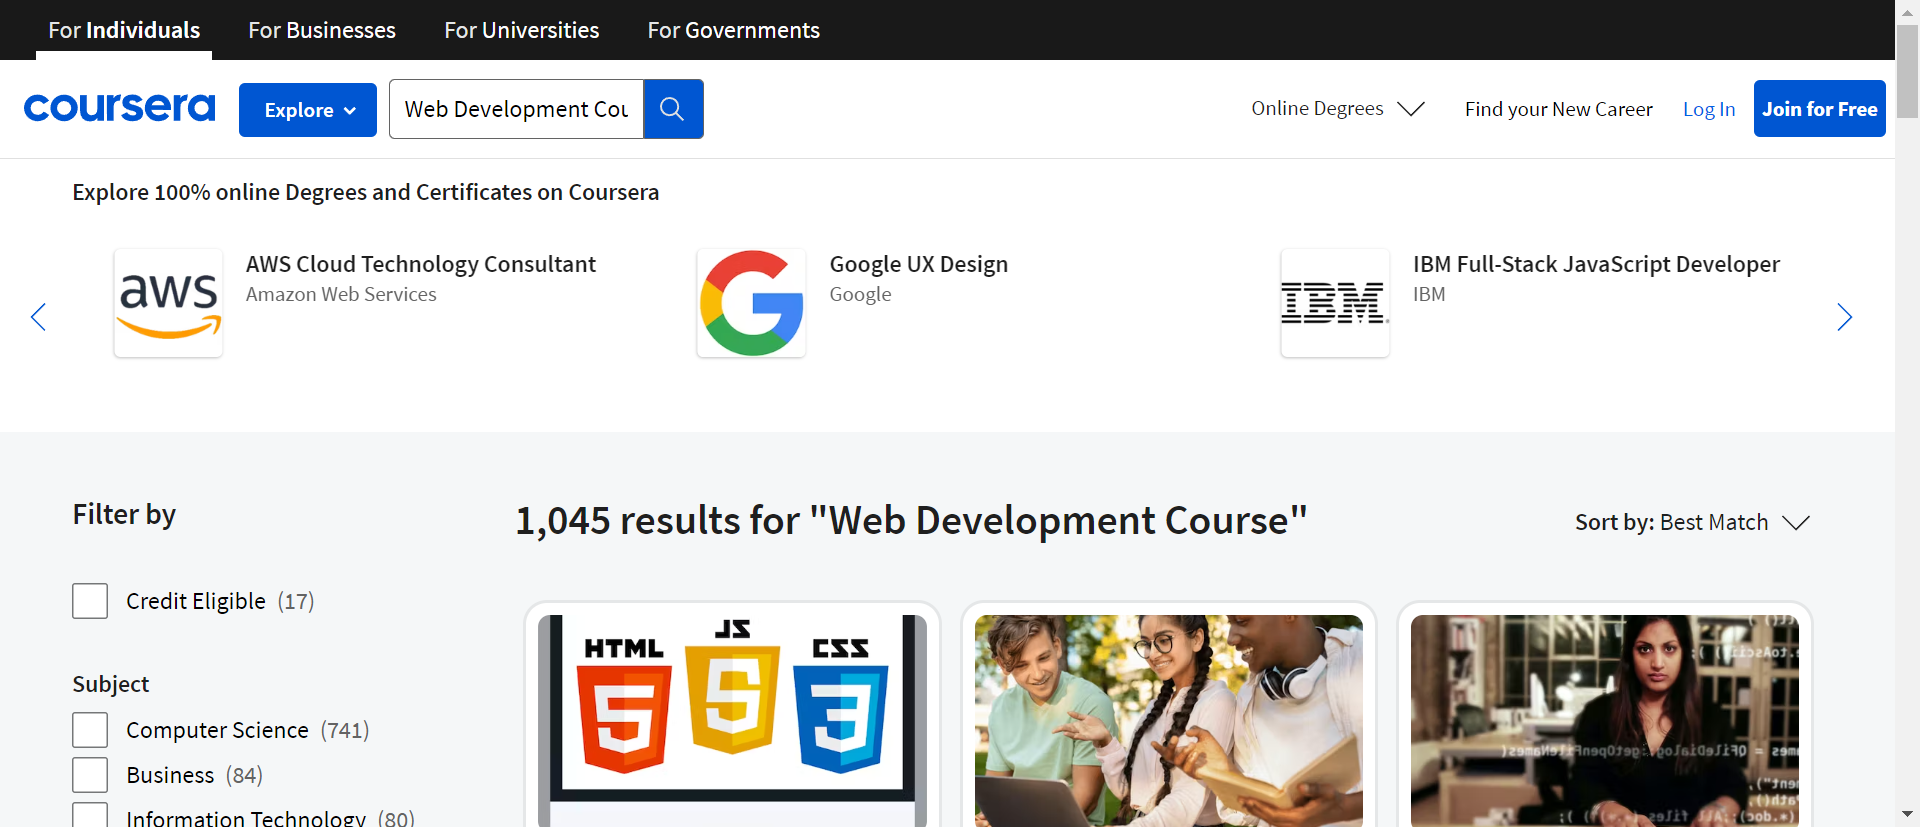 For Individuals For Businesses For Universities For Governments
coursera Explore Web Development Cou Online Degrees Find your New Career Log In Join for Free
Explore 100% online Degrees and Certificates on Coursera
aws AWS Cloud Technology Consultant
Amazon Web Services
Google UX Design
Google
IBM IBM Full-Stack JavaScript Developer
IBM
Filter by
1,045 results for "Web Development Course"
Sort by: Best Match
Credit Eligible (17)
Subject
Computer Science (741)
Business (84)
Information Technology (80)
HTML JS CSS
5 5 3